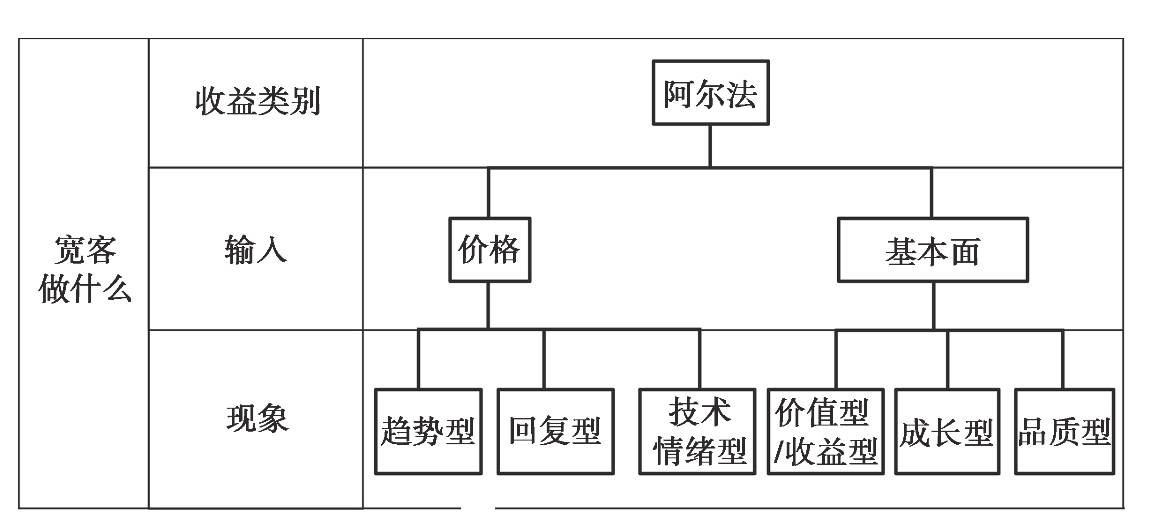 收益类别
阿尔法
宽客
做什么
输入
价格
基本面
现象
趋势型
回复型
技术
情绪型
价值型
/收益型
成长型
品质型